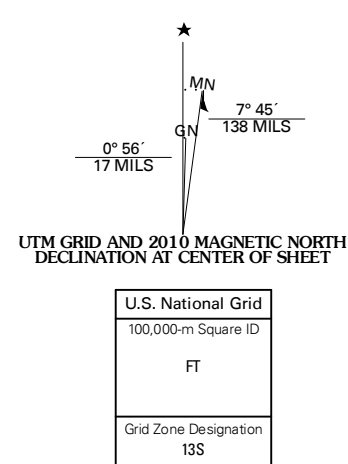 MN
7° 45´
138 MILS
GN
0° 56´
17 MILS
UTM GRID AND 2010 MAGNETIC NORTH
DECLINATION AT CENTER OF SHEET
U.S. National Grid
100,000-m Square ID
FT
Grid Zone Designation
13S